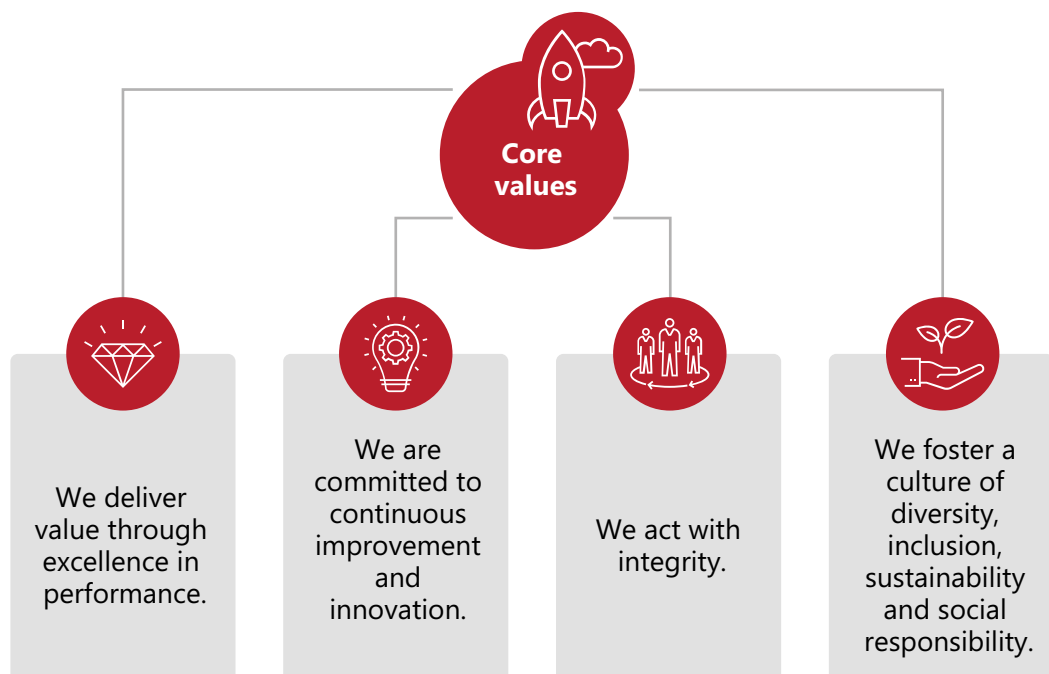 Core
values
We deliver
value through
excellence in
performance.
We are
committed to
continuous
improvement
and
innovation.
We act with
integrity.
We foster a
culture of
diversity,
inclusion,
sustainability
and social
responsibility.